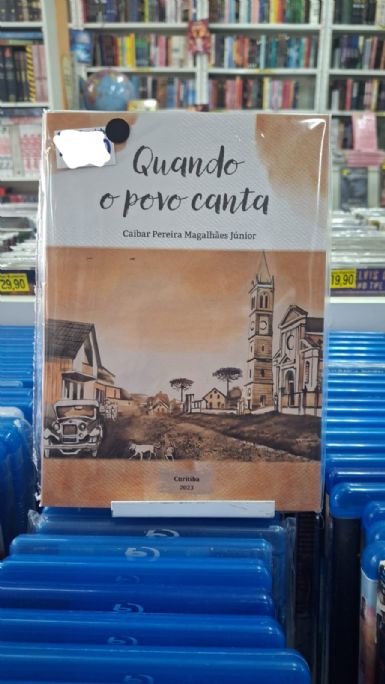 Quando
o povo canta
Caibar Pereira Magalhães Júnior
Curitiba
2023
29,90
19,90